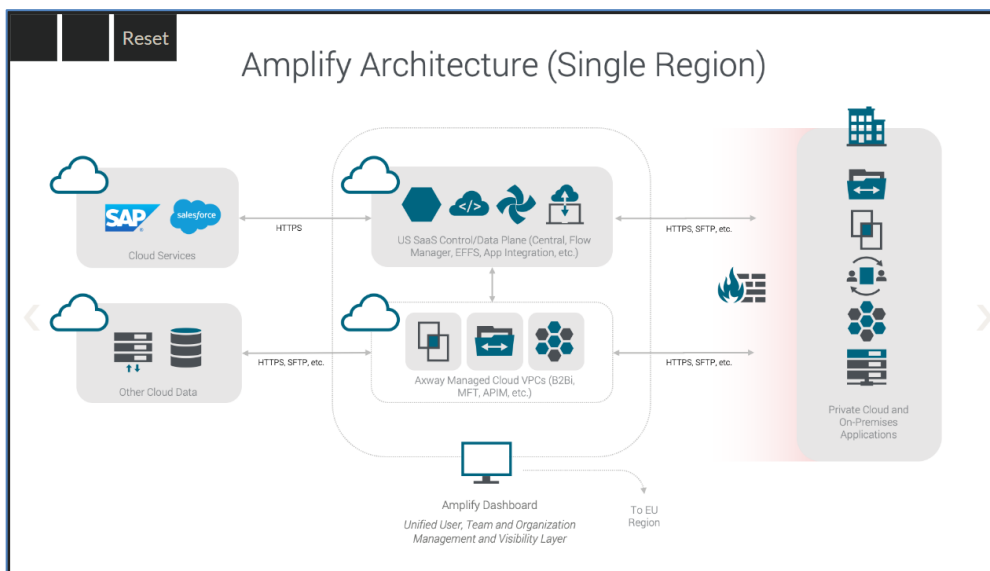 Reset
Amplify Architecture (Single Region)
SAP
salesforce
Cloud Services
HTTPS
</>
US SaaS Control/Data Plane (Central, Flow
Manager, EFFS, App Integration, etc.)
HTTPS, SFTP, etc.
Other Cloud Data
HTTPS, SFTP, etc.
Axway Managed Cloud VPCs (B2Bi,
MFT, APIM, etc.)
HTTPS, SFTP, etc.
Private Cloud and
On-Premises
Applications
Amplify Dashboard
Unified User, Team and Organization
Management and Visibility Layer
To EU
Region